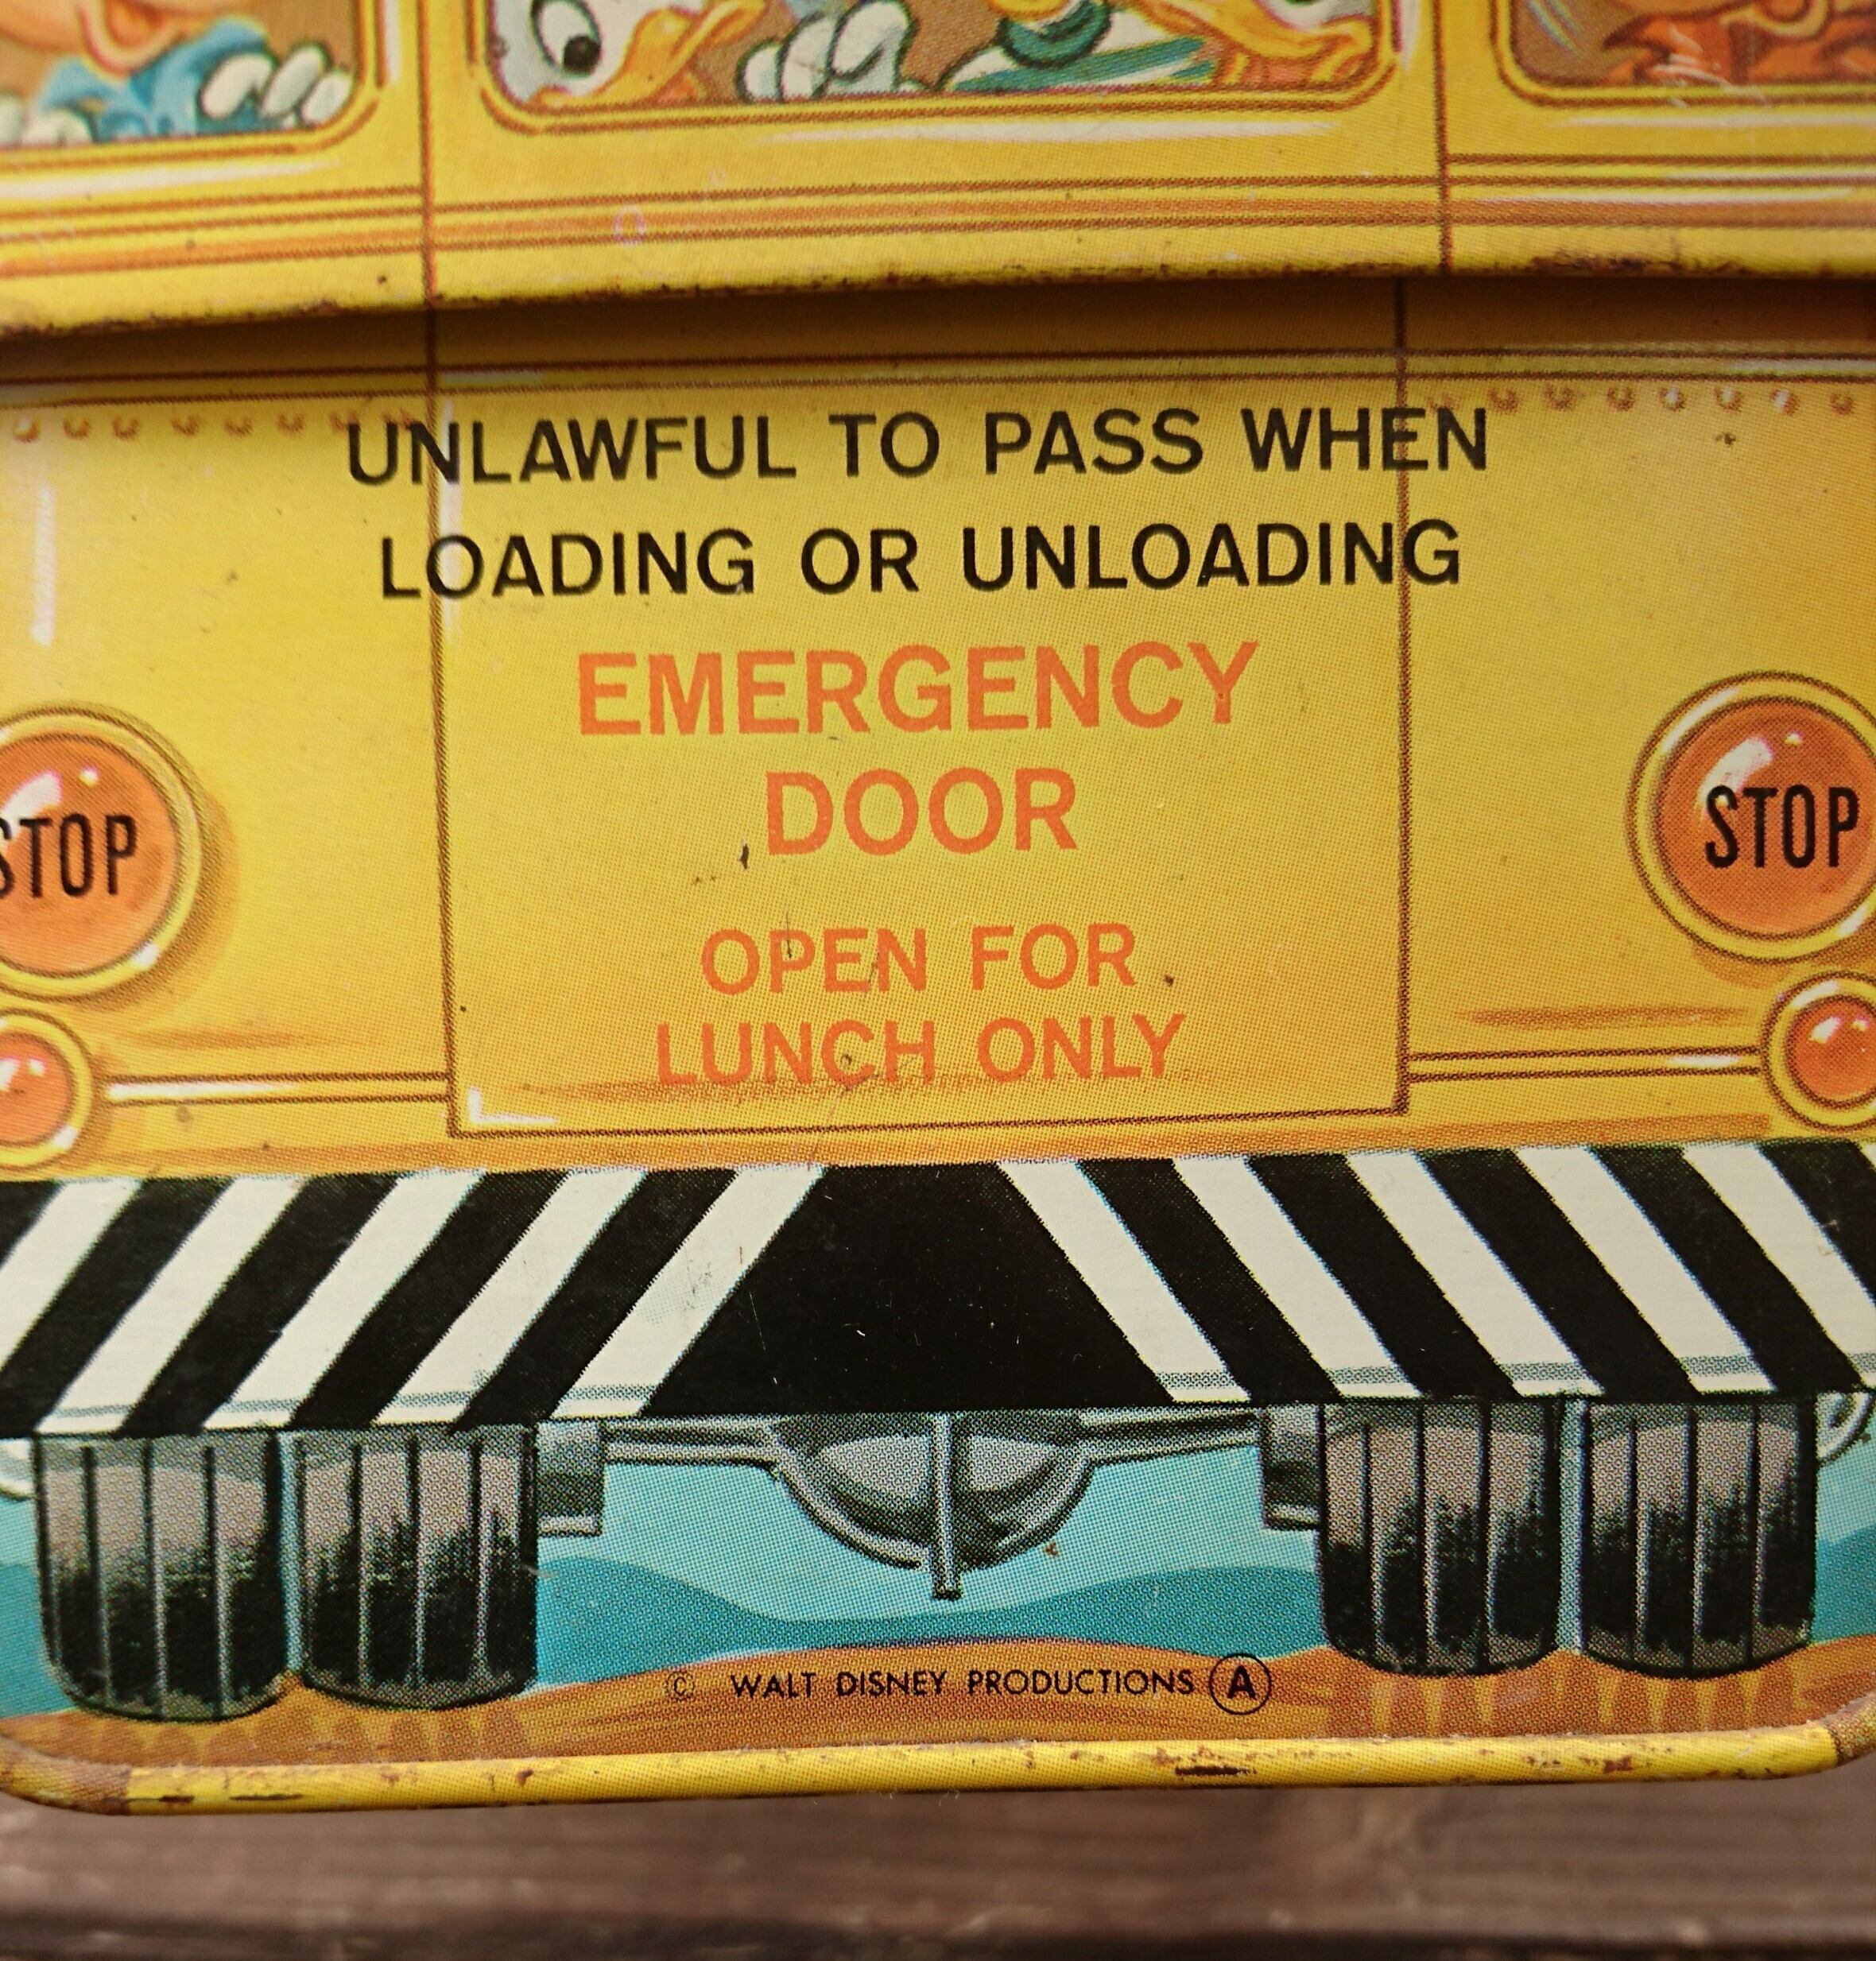 UNLAWFUL TO PASS WHEN
LOADING OR UNLOADING
EMERGENCY
DOOR
STOP
STOP
OPEN FOR
LUNCH ONLY
© WALT DISNEY PRODUCTIONS Ⓐ